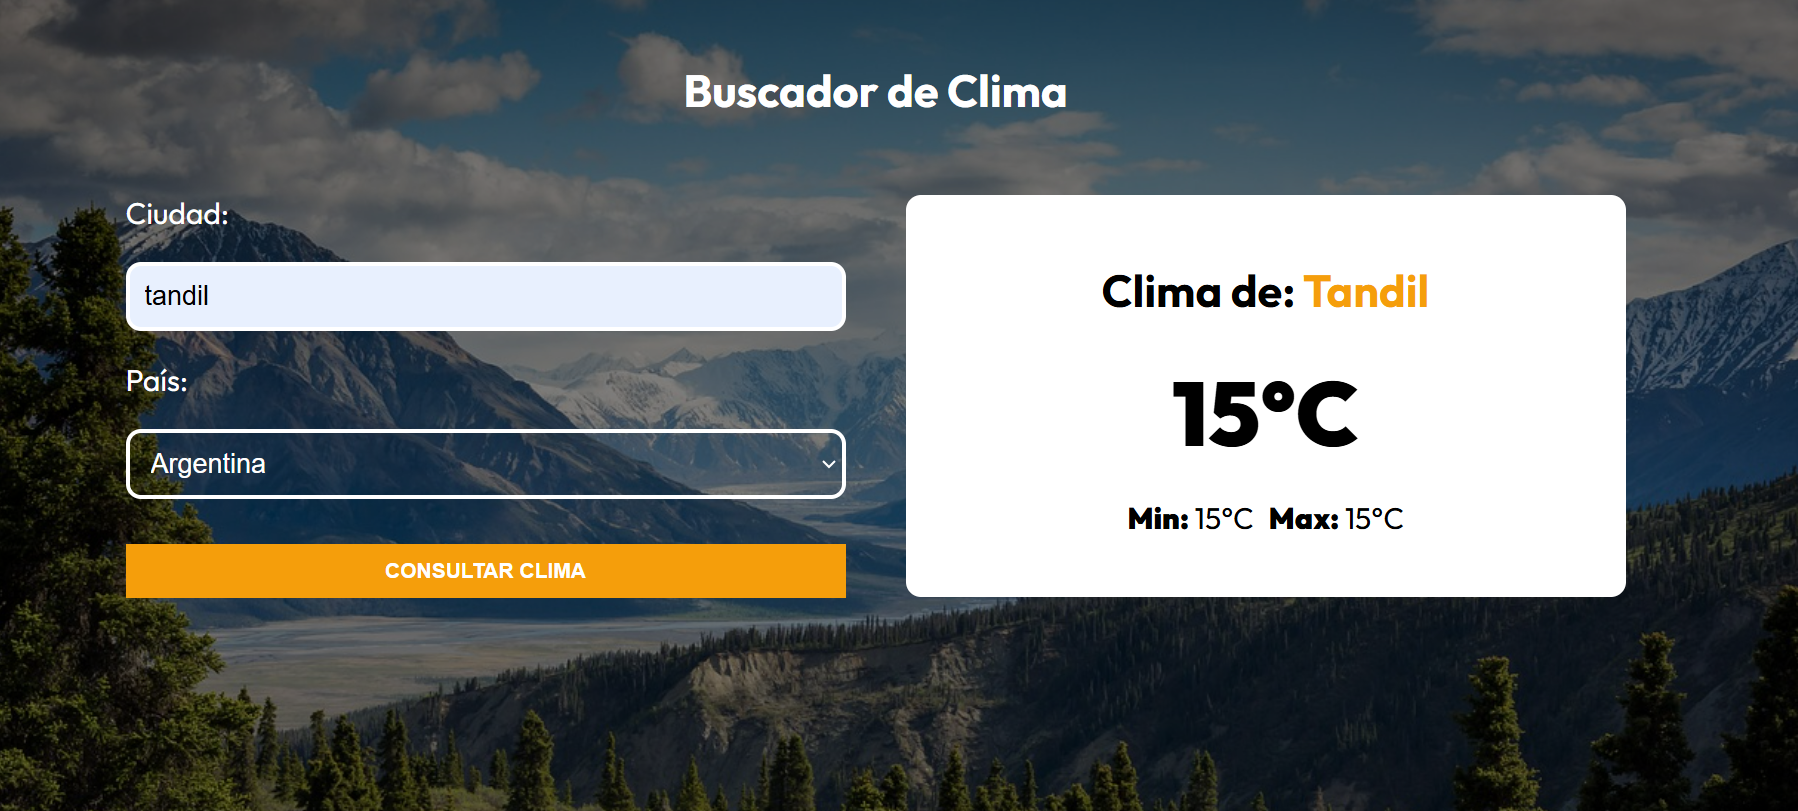 Buscador de Clima
Ciudad:
tandil
País:
Argentina
CONSULTAR CLIMA
Clima de: Tandil
15°C
Min: 15°C Max: 15°C